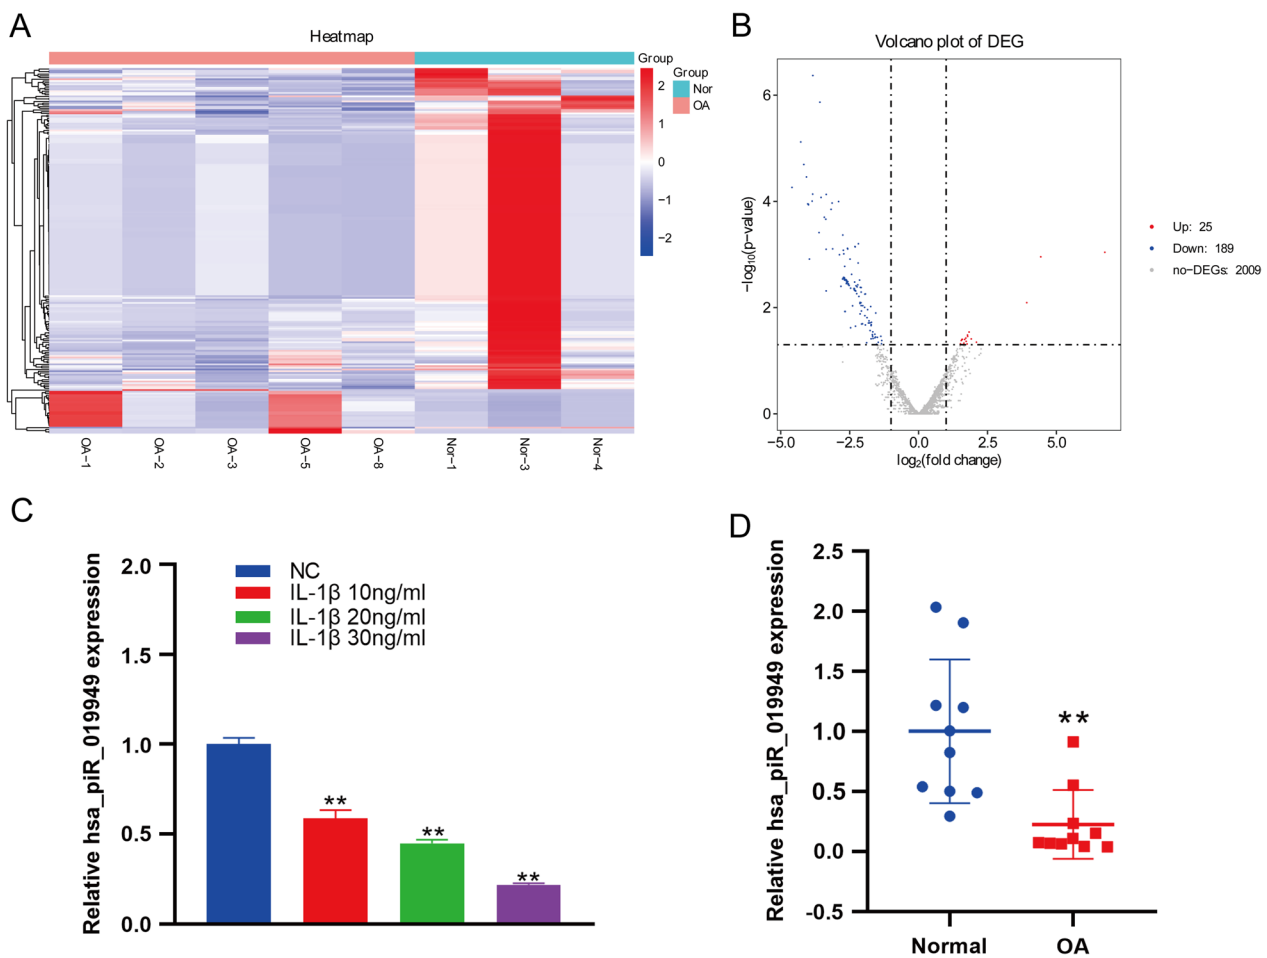 A
Heatmap
Group
2
1
0
−1
−2
Group
Nor
OA
OA−1
OA−2
OA−3
OA−5
OA−8
Nor−1
Nor−3
Nor−4
B
Volcano plot of DEG
−log10(p−value)
6
4
2
0
−5.0
−2.5
0.0
2.5
5.0
log2(fold change)
Up: 25
Down: 189
no−DEGs: 2009
C
Relative hsa_piR_019949 expression
2.0
1.5
1.0
0.5
0.0
NC
IL-1β 10ng/ml
IL-1β 20ng/ml
IL-1β 30ng/ml
**
**
**
D
Relative hsa_piR_019949 expression
2.5
2.0
1.5
1.0
0.5
0.0
-0.5
**
Normal
OA